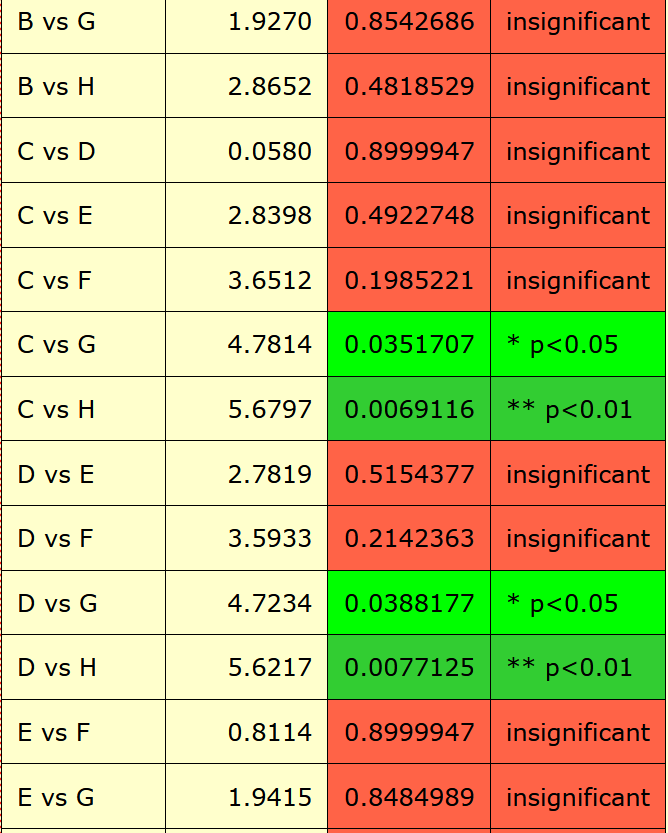 B vs G 1.9270 0.8542686 insignificant
B vs H 2.8652 0.4818529 insignificant
C vs D 0.0580 0.8999947 insignificant
C vs E 2.8398 0.4922748 insignificant
C vs F 3.6512 0.1985221 insignificant
C vs G 4.7814 0.0351707 * p<0.05
C vs H 5.6797 0.0069116 ** p<0.01
D vs E 2.7819 0.5154377 insignificant
D vs F 3.5933 0.2142363 insignificant
D vs G 4.7234 0.0388177 * p<0.05
D vs H 5.6217 0.0077125 ** p<0.01
E vs F 0.8114 0.8999947 insignificant
E vs G 1.9415 0.8484989 insignificant